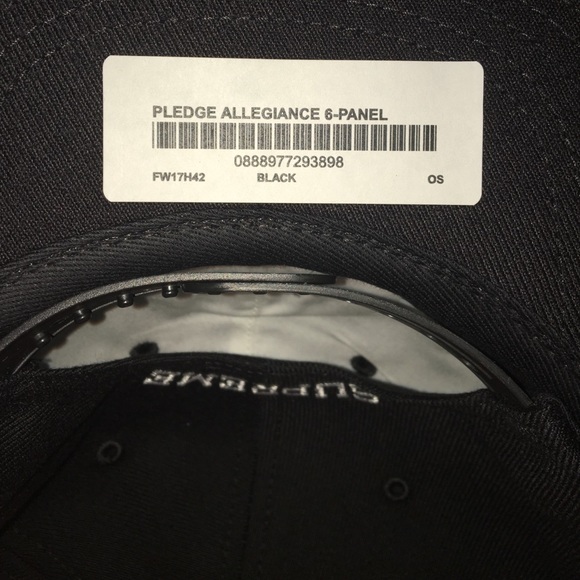 PLEDGE ALLEGIANCE 6-PANEL
0888977293898
FW17H42 BLACK OS
SUPREME